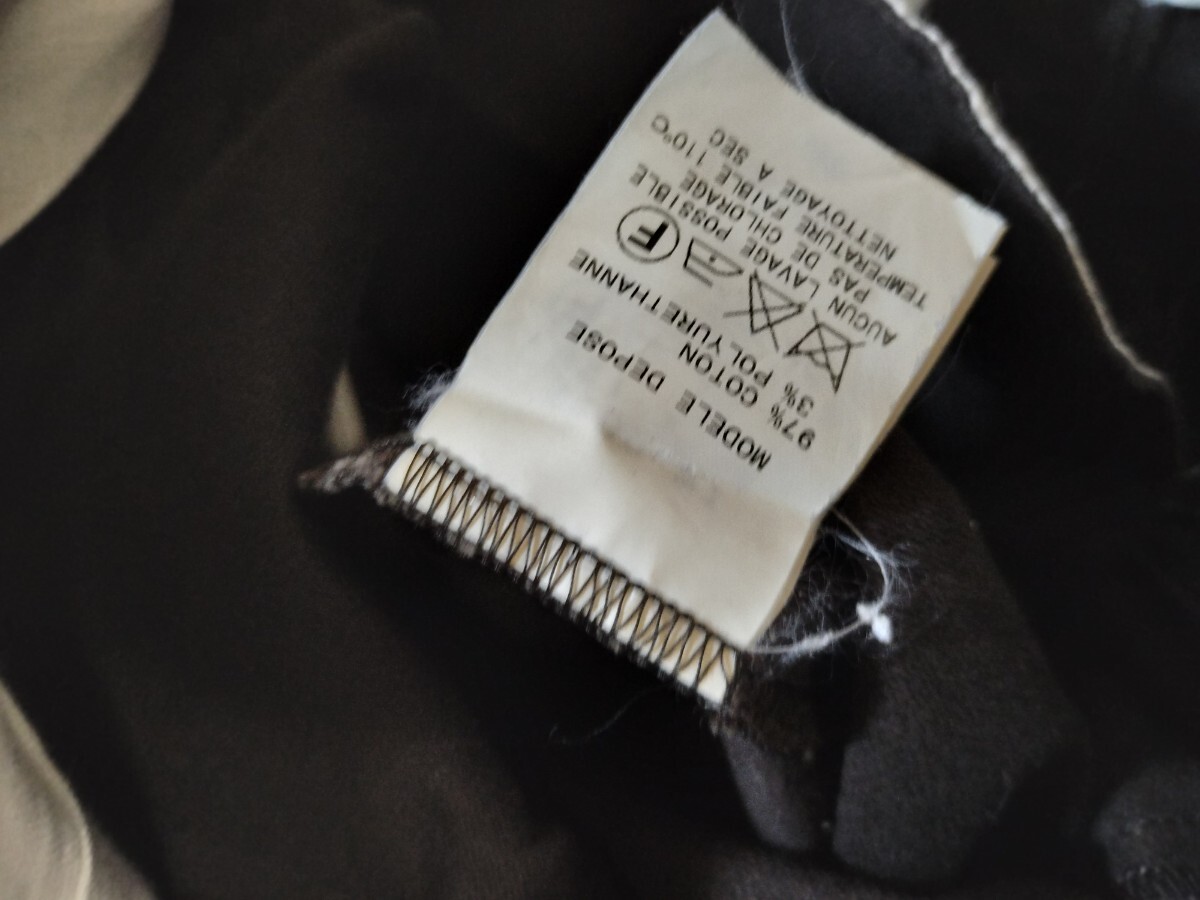 MODELE DEPOSE
97% COTON
3% POLYURETHANNE
F
AUCUN LAVAGE POSSIBLE
PAS DE CHLORAGE
TEMPERATURE FAIBLE 110°C
NETTOYAGE A SEC